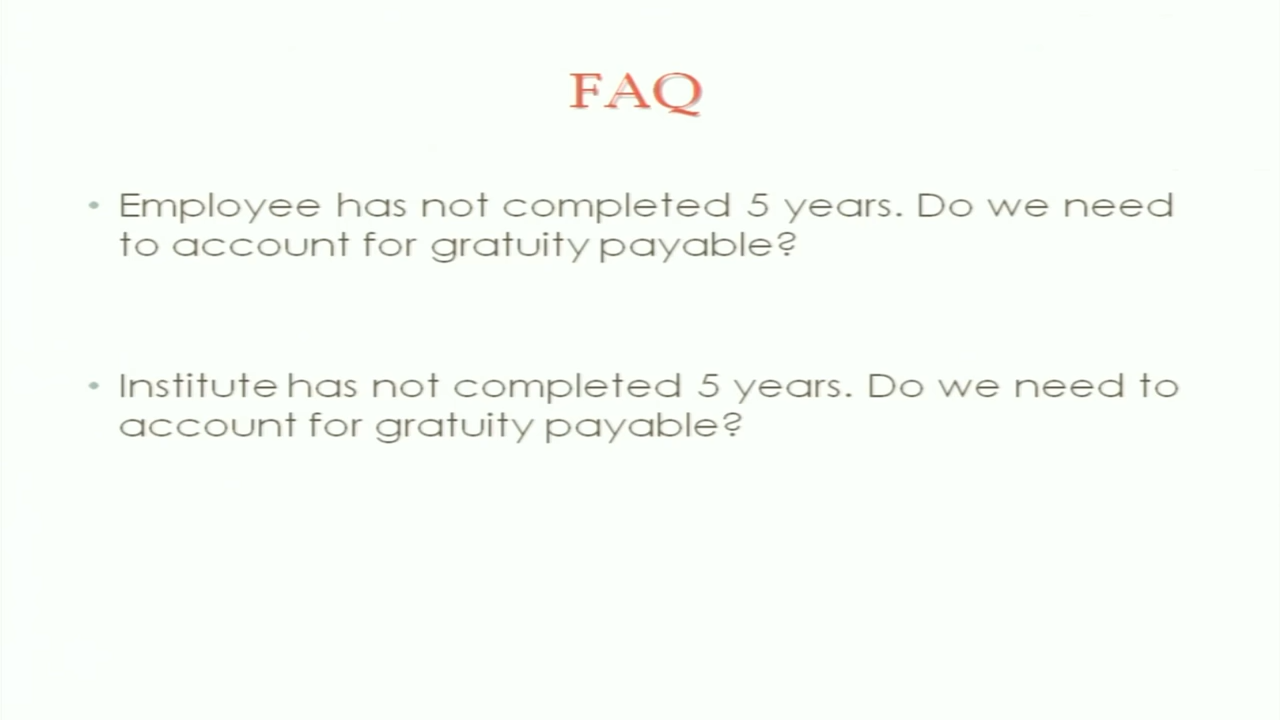 FAQ
• Employee has not completed 5 years. Do we need
to account for gratuity payable?
• Institute has not completed 5 years. Do we need to
account for gratuity payable?